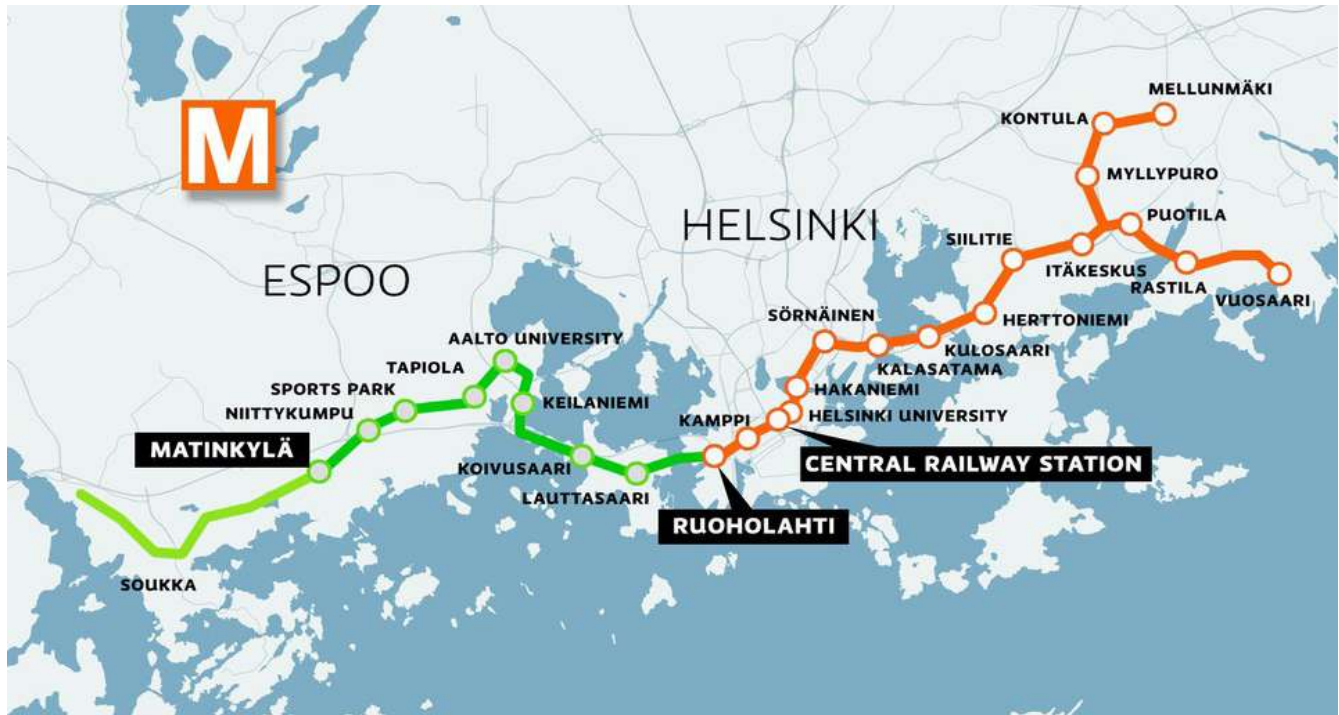 M
MELLUNMÄKI
KONTULA
MYLLYPURO
HELSINKI
PUOTILA
SIILITIE
ITÄKESKUS
RASTILA
VUOSAARI
ESPOO
SÖRNÄINEN
HERTTONIEMI
KULOSAARI
KALASATAMA
AALTO UNIVERSITY
TAPIOLA
SPORTS PARK
HAKANIEMI
NIITTYKUMPU
KEILANIEMI
KAMPPI
HELSINKI UNIVERSITY
MATINKYLÄ
KOIVUSAARI
CENTRAL RAILWAY STATION
LAUTTASAARI
RUOHOLAHTI
SOUKKA